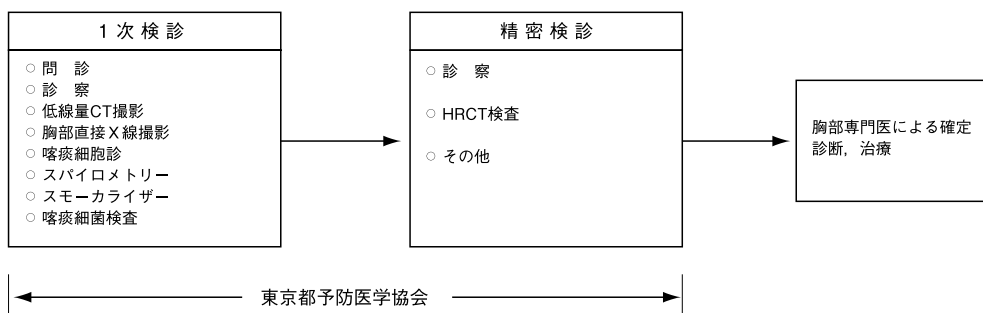 1次検診
○ 問　診
○ 診　察
○ 低線量CT撮影
○ 胸部直接X線撮影
○ 喀痰細胞診
○ スパイロメトリー
○ スモーカライザー
○ 喀痰細菌検査
精密検診
○ 診　察
○ HRCT検査
○ その他
胸部専門医による確定
診断，治療
東京都予防医学協会